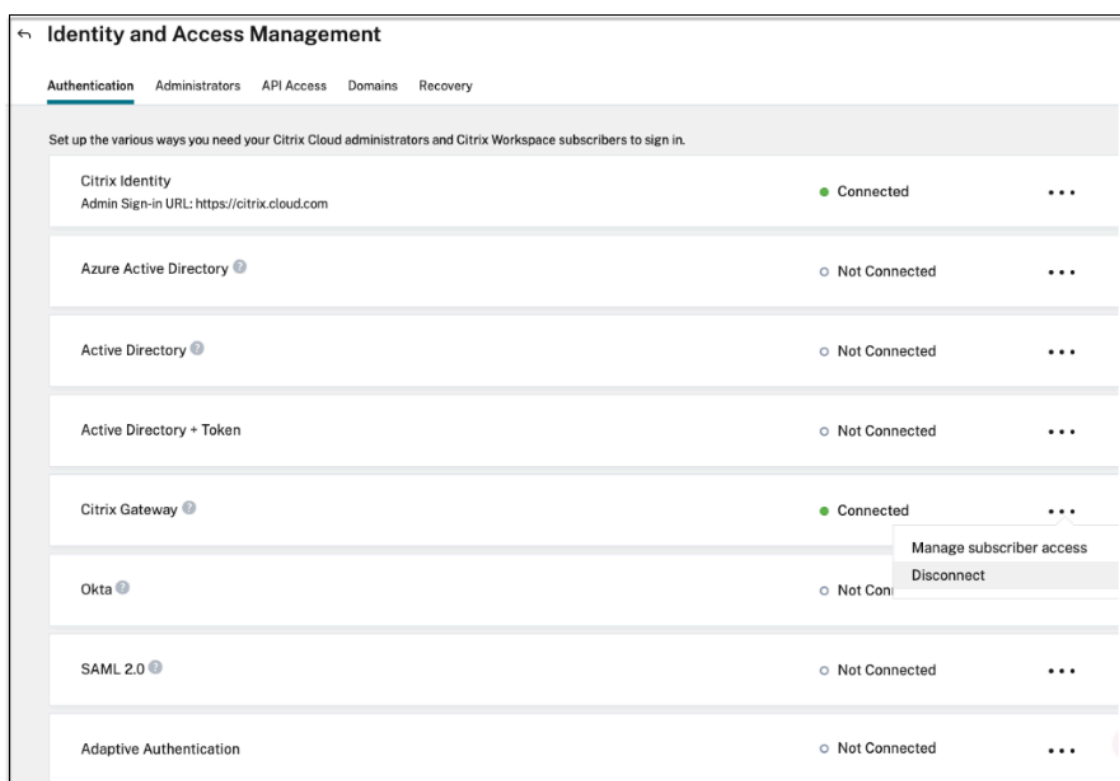 Identity and Access Management
Authentication Administrators API Access Domains Recovery
Set up the various ways you need your Citrix Cloud administrators and Citrix Workspace subscribers to sign in.
Citrix Identity
Admin Sign-in URL: https://citrix.cloud.com
Connected
Azure Active Directory
Not Connected
Active Directory
Not Connected
Active Directory + Token
Not Connected
Citrix Gateway
Connected
Manage subscriber access
Disconnect
Okta
Not Con
SAML 2.0
Not Connected
Adaptive Authentication
Not Connected